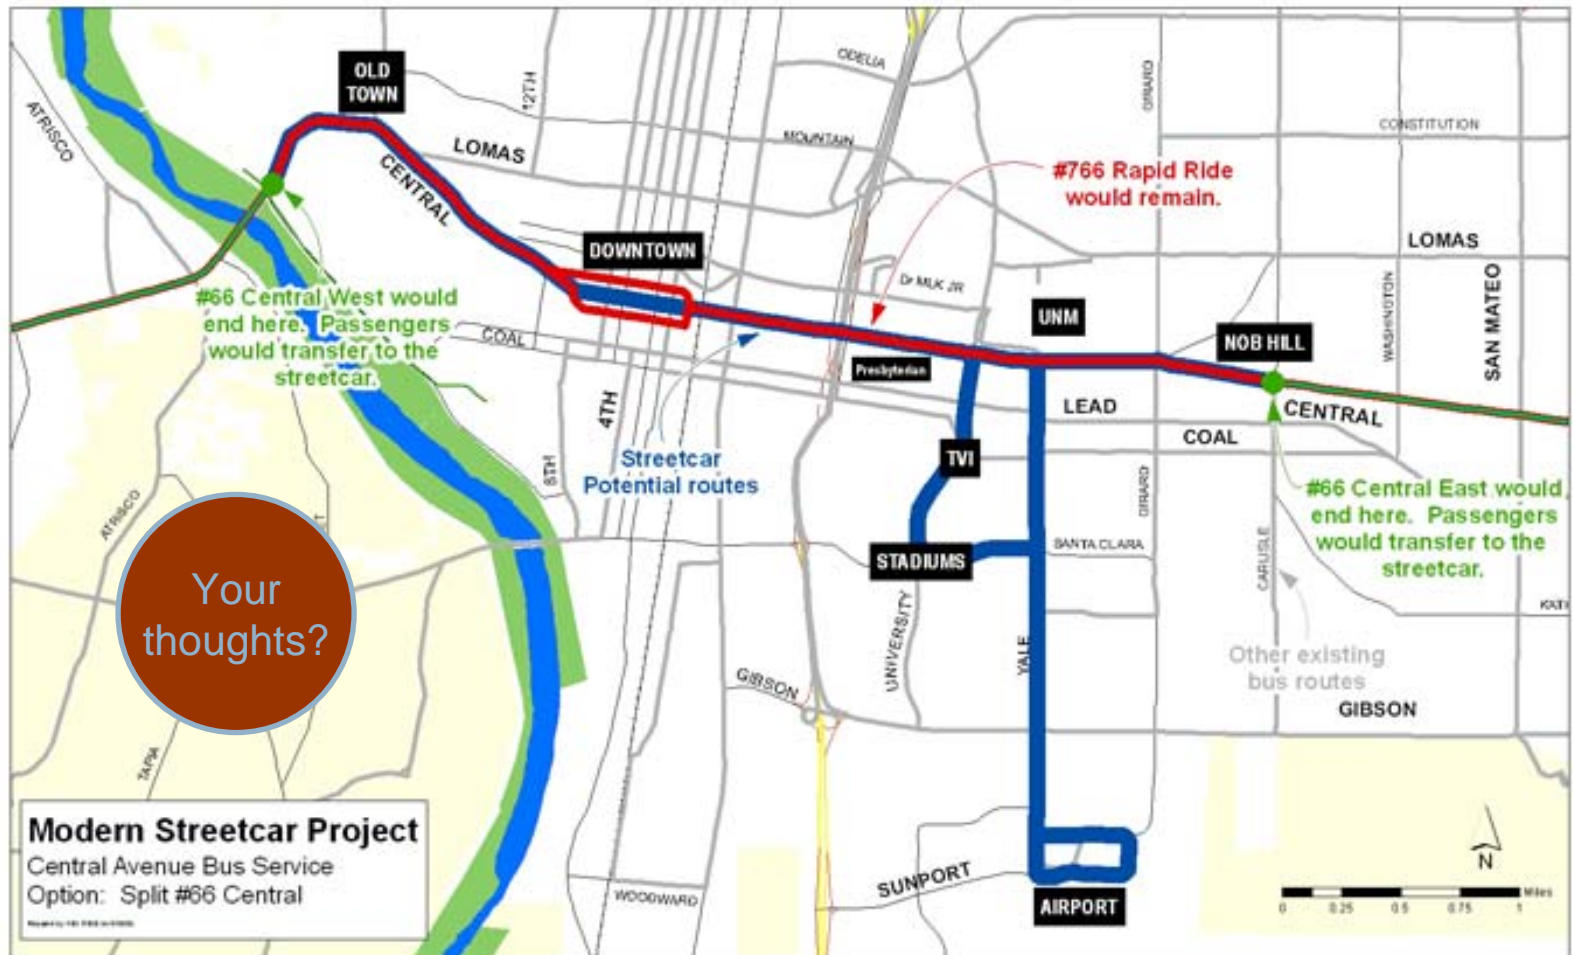 OLD
TOWN
12TH
ODELIA
GIRARD
ATRISCO
LOMAS
MOUNTAIN
CONSTITUTION
CENTRAL
#766 Rapid Ride
would remain.
DOWNTOWN
LOMAS
Dr MLK JR
WASHINGTON
SAN MATEO
#66 Central West would
end here. Passengers
would transfer to the
streetcar.
UNM
NOB HILL
COAL
Presbyterian
4TH
LEAD
CENTRAL
COAL
Streetcar
Potential routes
TVI
8TH
GIRARD
#66 Central East would
end here. Passengers
would transfer to the
streetcar.
ATRISCO
STADIUMS
SANTA CLARA
CARLISLE
Your
thoughts?
UNIVERSITY
YALE
Other existing
bus routes
GIBSON
GIBSON
TAPIA
Modern Streetcar Project
Central Avenue Bus Service
Option: Split #66 Central
WOODWARD
SUNPORT
AIRPORT
N
Miles
0 0.25 0.5 0.75 1